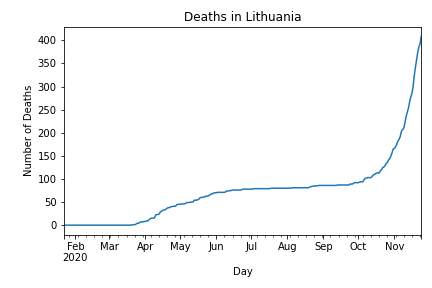 Deaths in Lithuania
400
350
300
250
200
150
100
50
0
Number of Deaths
Feb Mar Apr May Jun Jul Aug Sep Oct Nov
2020
Day